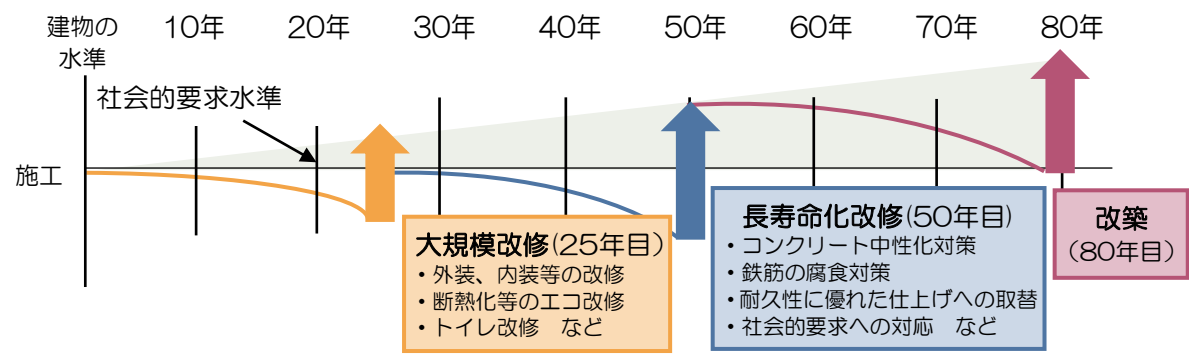 建物の
水準
10年
20年
30年
40年
50年
60年
70年
80年
社会的要求水準
施工
大規模改修(25年目)
・外装、内装等の改修
・断熱化等のエコ改修
・トイレ改修　など
長寿命化改修(50年目)
・コンクリート中性化対策
・鉄筋の腐食対策
・耐久性に優れた仕上げへの取替
・社会的要求への対応　など
改築
(80年目)